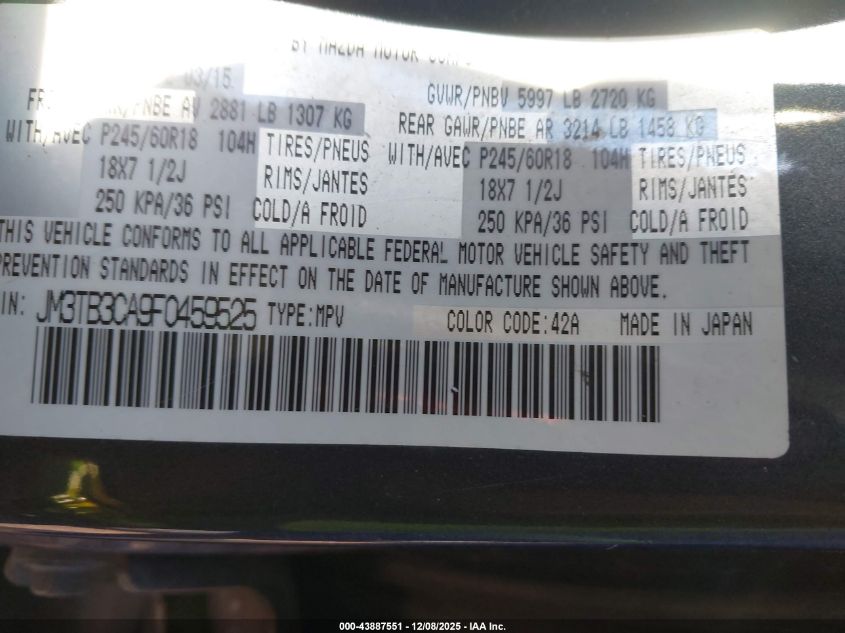 BY MAZDA MOTOR
03/15
GVWR/PNBV 5997 LB 2720 KG
PNBE AV 2881 LB 1307 KG
REAR GAWR/PNBE AR 3214 LB 1458 KG
WITH/AVEC P245/60R18 104H TIRES/PNEUS WITH/AVEC P245/60R18 104H TIRES/PNEUS
18X7 1/2J RIMS/JANTES 18X7 1/2J RIMS/JANTES
250 KPA/36 PSI COLD/A FROID 250 KPA/36 PSI COLD/A FROID
THIS VEHICLE CONFORMS TO ALL APPLICABLE FEDERAL MOTOR VEHICLE SAFETY AND THEFT
PREVENTION STANDARDS IN EFFECT ON THE DATE OF MANUFACTURE SHOWN ABOVE.
IN: JM3TB3CA9F0459525 TYPE:MPV COLOR CODE:42A MADE IN JAPAN
000-43887551 - 12/08/2025 - IAA Inc.